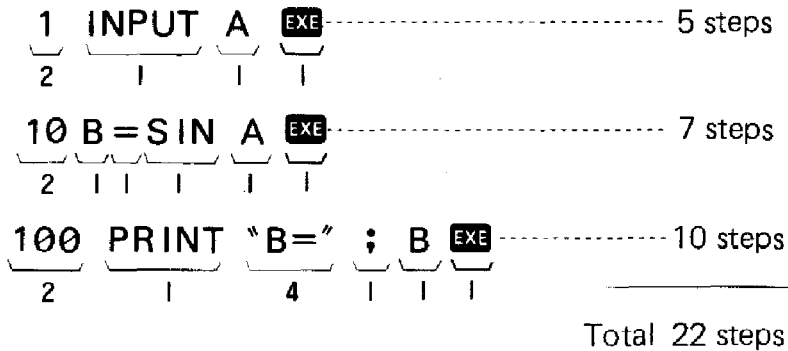 1 INPUT A EXE 5 steps
2 1 1 1
10 B=SIN A EXE 7 steps
2 1 1 1 1 1
100 PRINT "B=" ; B EXE 10 steps
2 1 4 1 1 1
Total 22 steps